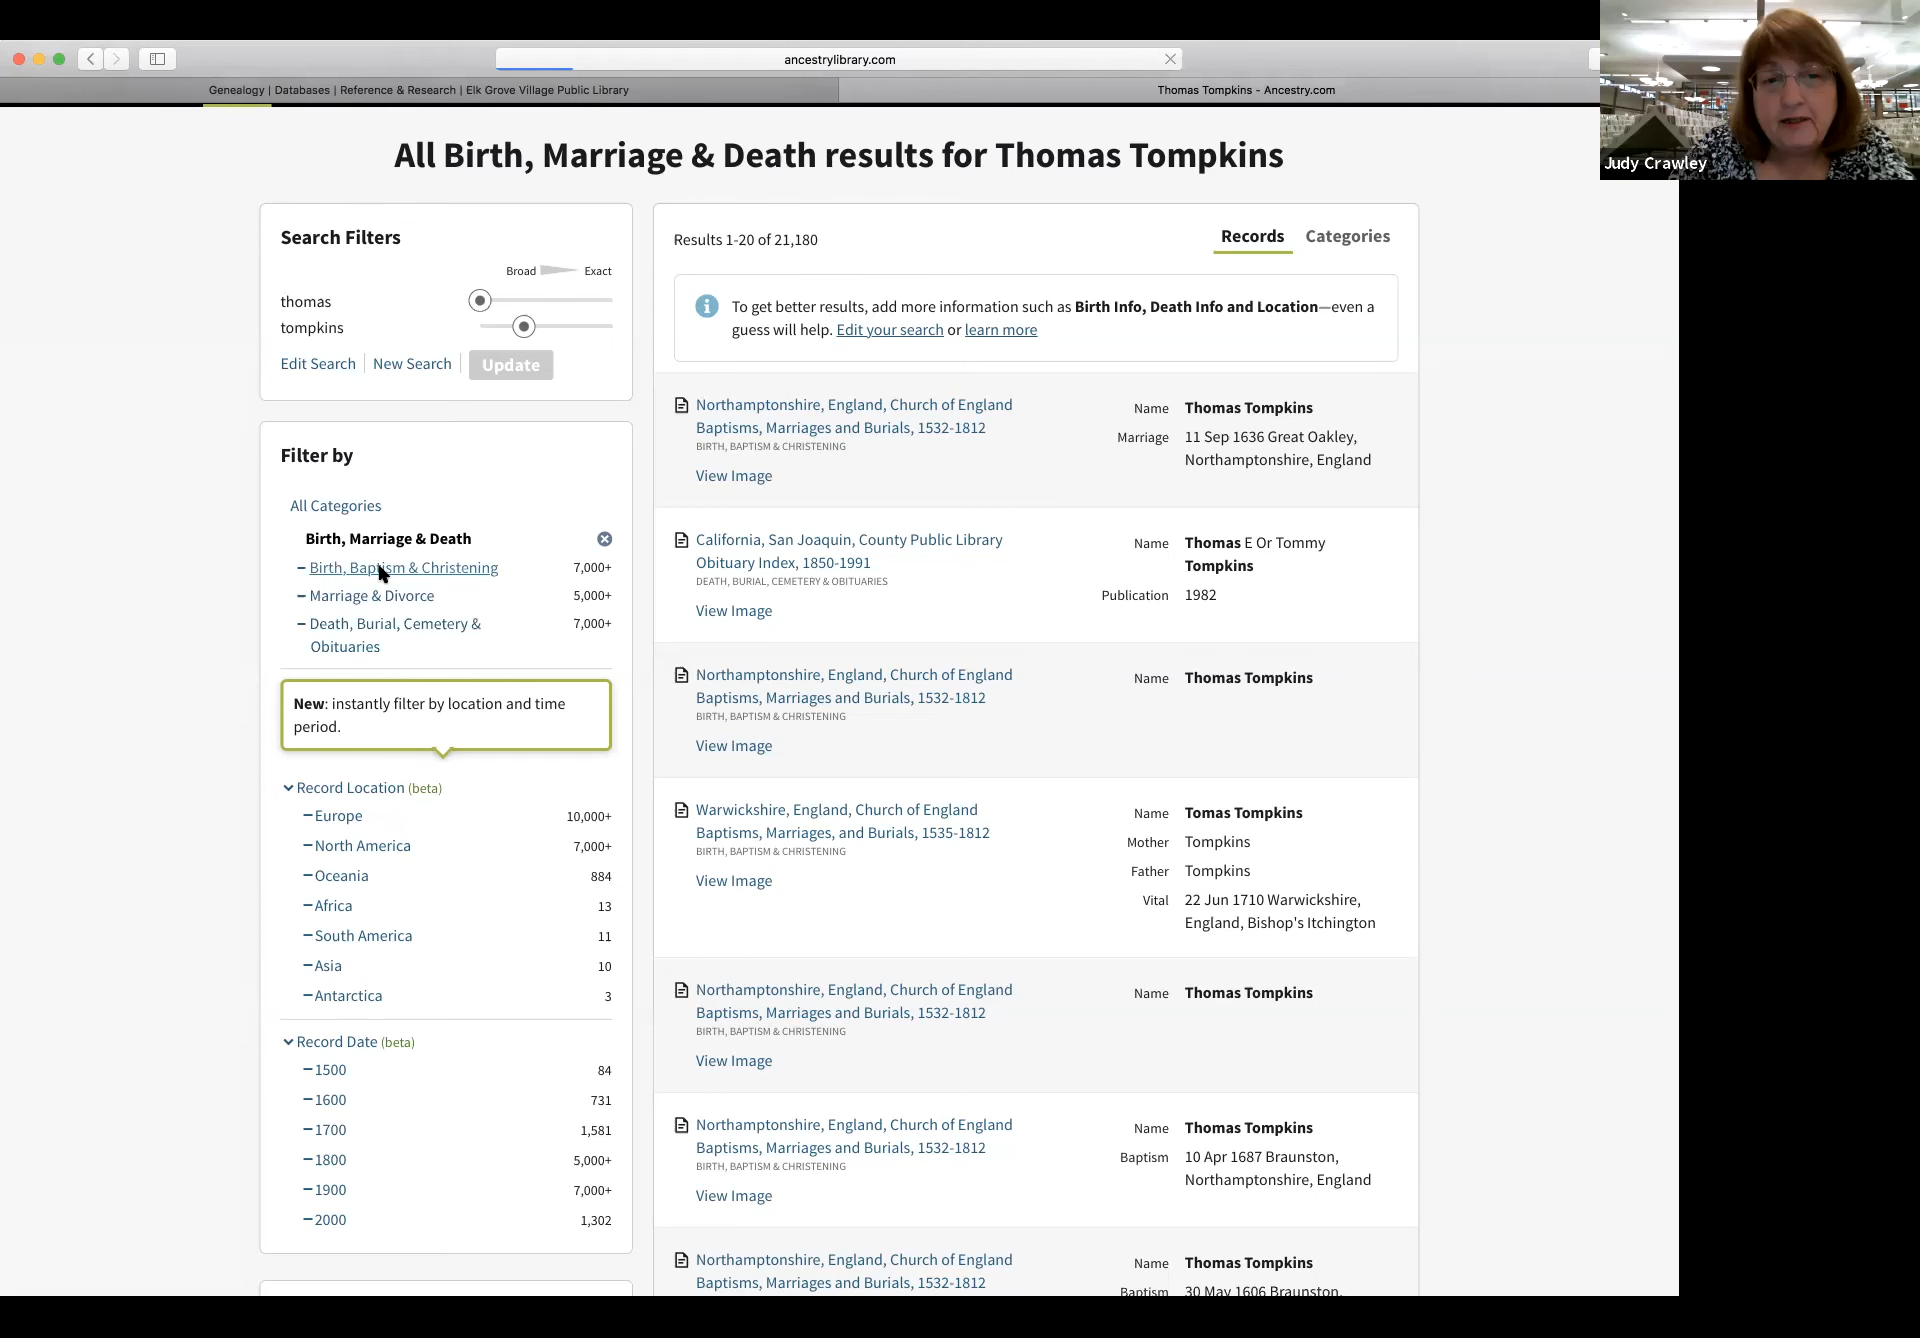 ancestrylibrary.com
Genealogy | Databases | Reference & Research | Elk Grove Village Public Library
Thomas Tompkins - Ancestry.com
Judy Crawley
All Birth, Marriage & Death results for Thomas Tompkins
Search Filters
Broad Exact
thomas
tompkins
Edit Search New Search Update
Filter by
All Categories
Birth, Marriage & Death
Birth, Baptism & Christening 7,000+
Marriage & Divorce 5,000+
Death, Burial, Cemetery & 7,000+
Obituaries
New: instantly filter by location and time
period.
Record Location (beta)
Europe 10,000+
North America 7,000+
Oceania 884
Africa 13
South America 11
Asia 10
Antarctica 3
Record Date (beta)
1500 84
1600 731
1700 1,581
1800 5,000+
1900 7,000+
2000 1,302
Results 1-20 of 21,180
Records Categories
To get better results, add more information such as Birth Info, Death Info and Location—even a
guess will help. Edit your search or learn more
Northamptonshire, England, Church of England
Baptisms, Marriages and Burials, 1532-1812
BIRTH, BAPTISM & CHRISTENING
View Image
Name Thomas Tompkins
Marriage 11 Sep 1636 Great Oakley,
Northamptonshire, England
California, San Joaquin, County Public Library
Obituary Index, 1850-1991
DEATH, BURIAL, CEMETERY & OBITUARIES
View Image
Name Thomas E Or Tommy
Tompkins
Publication 1982
Northamptonshire, England, Church of England
Baptisms, Marriages and Burials, 1532-1812
BIRTH, BAPTISM & CHRISTENING
View Image
Name Thomas Tompkins
Warwickshire, England, Church of England
Baptisms, Marriages, and Burials, 1535-1812
BIRTH, BAPTISM & CHRISTENING
View Image
Name Tomas Tompkins
Mother Tompkins
Father Tompkins
Vital 22 Jun 1710 Warwickshire,
England, Bishop's Itchington
Northamptonshire, England, Church of England
Baptisms, Marriages and Burials, 1532-1812
BIRTH, BAPTISM & CHRISTENING
View Image
Name Thomas Tompkins
Northamptonshire, England, Church of England
Baptisms, Marriages and Burials, 1532-1812
BIRTH, BAPTISM & CHRISTENING
View Image
Name Thomas Tompkins
Baptism 10 Apr 1687 Braunston,
Northamptonshire, England
Northamptonshire, England, Church of England
Baptisms, Marriages and Burials, 1532-1812
Name Thomas Tompkins
Baptism 30 May 1606 Braunston,